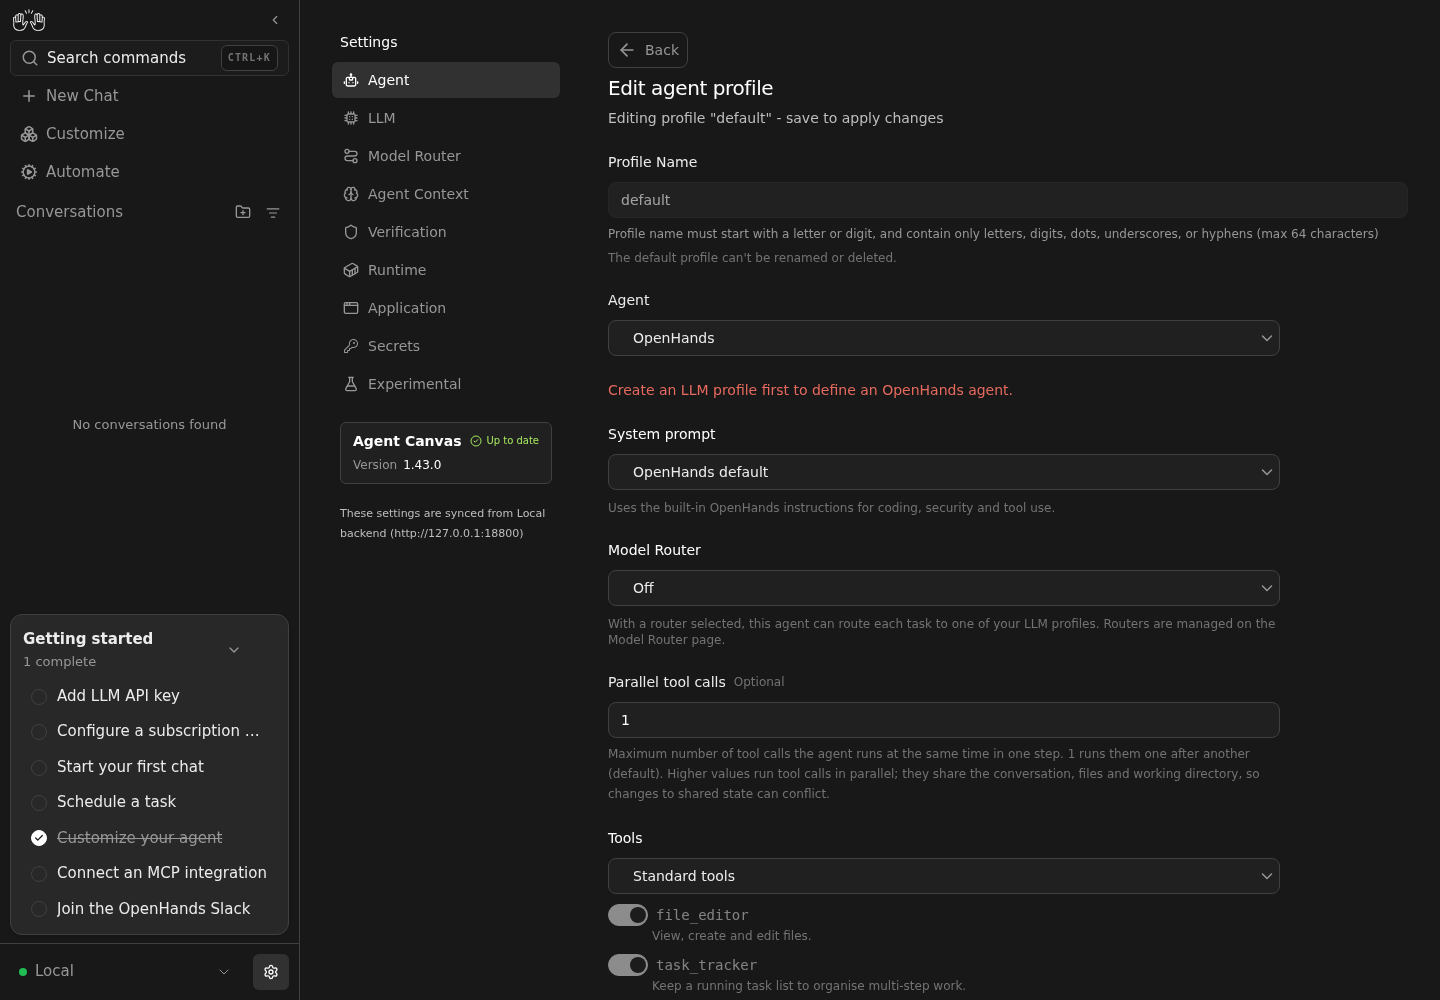 Search commands
CTRL+K
New Chat
Customize
Automate
Conversations
No conversations found
Getting started
1 complete
Add LLM API key
Configure a subscription ...
Start your first chat
Schedule a task
Customize your agent
Connect an MCP integration
Join the OpenHands Slack
Local
Settings
Agent
LLM
Model Router
Agent Context
Verification
Runtime
Application
Secrets
Experimental
Agent Canvas
Up to date
Version 1.43.0
These settings are synced from Local
backend (http://127.0.0.1:18800)
Back
Edit agent profile
Editing profile "default" - save to apply changes
Profile Name
default
Profile name must start with a letter or digit, and contain only letters, digits, dots, underscores, or hyphens (max 64 characters)
The default profile can't be renamed or deleted.
Agent
OpenHands
Create an LLM profile first to define an OpenHands agent.
System prompt
OpenHands default
Uses the built-in OpenHands instructions for coding, security and tool use.
Model Router
Off
With a router selected, this agent can route each task to one of your LLM profiles. Routers are managed on the
Model Router page.
Parallel tool calls Optional
1
Maximum number of tool calls the agent runs at the same time in one step. 1 runs them one after another
(default). Higher values run tool calls in parallel; they share the conversation, files and working directory, so
changes to shared state can conflict.
Tools
Standard tools
file_editor
View, create and edit files.
task_tracker
Keep a running task list to organise multi-step work.